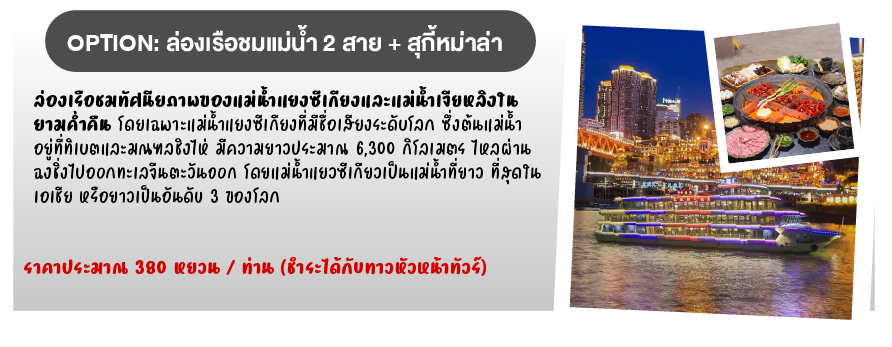 OPTION: ล่องเรือชมแม่น้ำ 2 สาย + สุกี้หม่าล่า
ล่องเรือชมทัศนียภาพของแม่น้ำแยงซีเกียงและแม่น้ำเจียหลิงใน
ยามค่ำคืน โดยเฉพาะแม่น้ำแยงซีเกียงที่มีชื่อเสียงระดับโลก ซึ่งต้นแม่น้ำ
อยู่ที่ทิเบตและมณฑลชิงไห่ มีความยาวประมาณ 6,300 กิโลเมตร ไหลผ่าน
ฉงชิ่งไปออกทะเลจีนตะวันออก โดยแม่น้ำแยวซีเกียวเป็นแม่น้ำที่ยาว ที่สุดใน
เอเชีย หรือยาวเป็นอันดับ 3 ของโลก
ราคาประมาณ 380 หยวน / ท่าน (ชำระได้กับทาวหัวหน้าทัวร์)